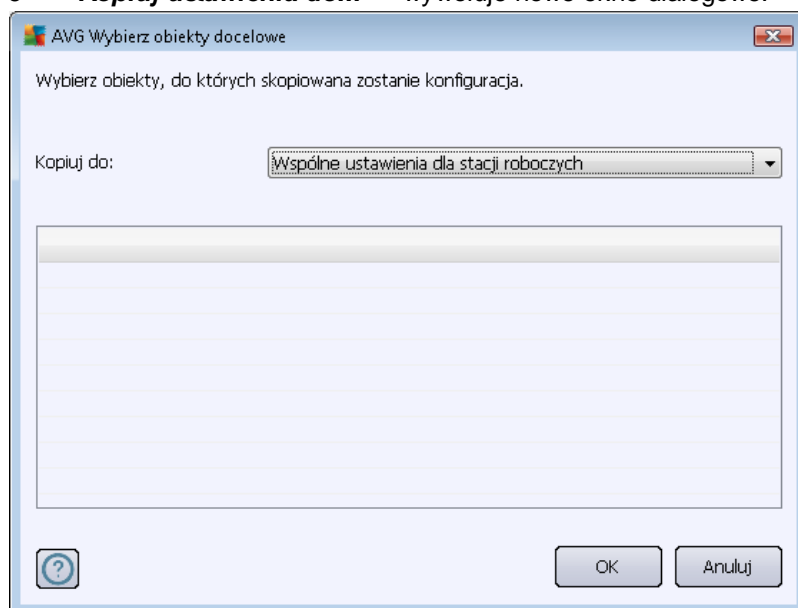 AVG Wybierz obiekty docelowe
Wybierz obiekty, do których skopiowana zostanie konfiguracja.
Kopiuj do:
Wspólne ustawienia dla stacji roboczych
OK
Anuluj